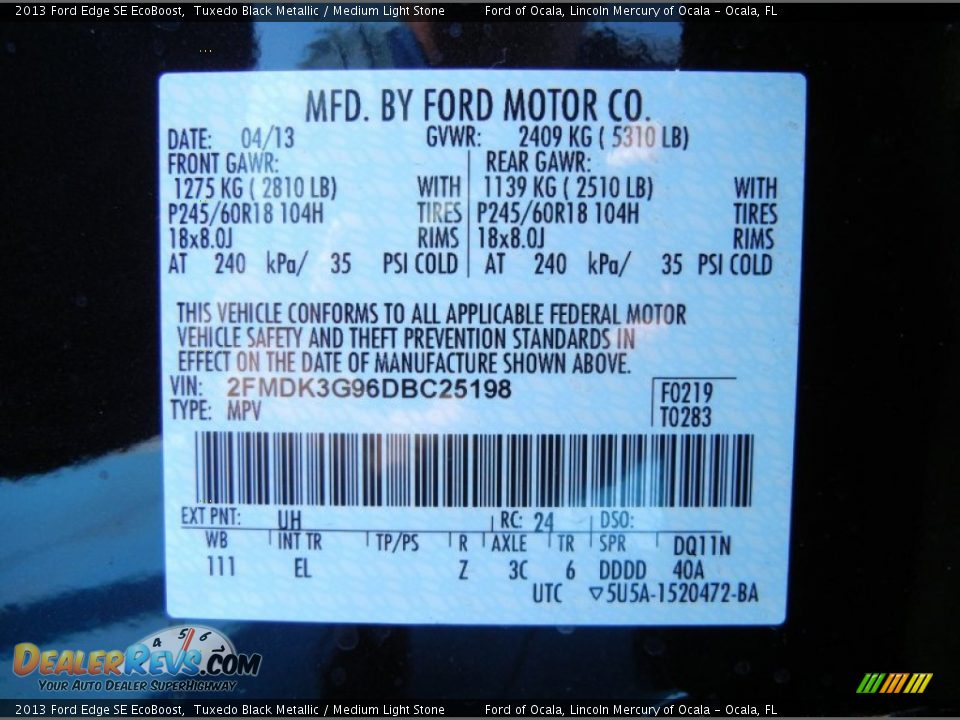 2013 Ford Edge SE EcoBoost,  Tuxedo Black Metallic / Medium Light Stone  Ford of Ocala, Lincoln Mercury of Ocala - Ocala, FL
MFD. BY FORD MOTOR CO.
DATE: 04/13 GVWR: 2409 KG ( 5310 LB)
FRONT GAWR: REAR GAWR:
1275 KG ( 2810 LB) WITH 1139 KG ( 2510 LB) WITH
P245/60R18 104H TIRES P245/60R18 104H TIRES
18x8.0J RIMS 18x8.0J RIMS
AT 240 kPa/ 35 PSI COLD AT 240 kPa/ 35 PSI COLD
THIS VEHICLE CONFORMS TO ALL APPLICABLE FEDERAL MOTOR
VEHICLE SAFETY AND THEFT PREVENTION STANDARDS IN
EFFECT ON THE DATE OF MANUFACTURE SHOWN ABOVE.
VIN: 2FMDK3G96DBC25198 F0219
TYPE: MPV T0283
EXT PNT: UH RC: 24 DSO:
WB INT TR TP/PS R AXLE TR SPR DQ11N
111 EL Z 3C 6 DDDD 40A
UTC ▽5U5A-1520472-BA
4 5 6
DEALERREVS.COM
YOUR AUTO DEALER SUPERHIGHWAY
2013 Ford Edge SE EcoBoost,  Tuxedo Black Metallic / Medium Light Stone  Ford of Ocala, Lincoln Mercury of Ocala - Ocala, FL